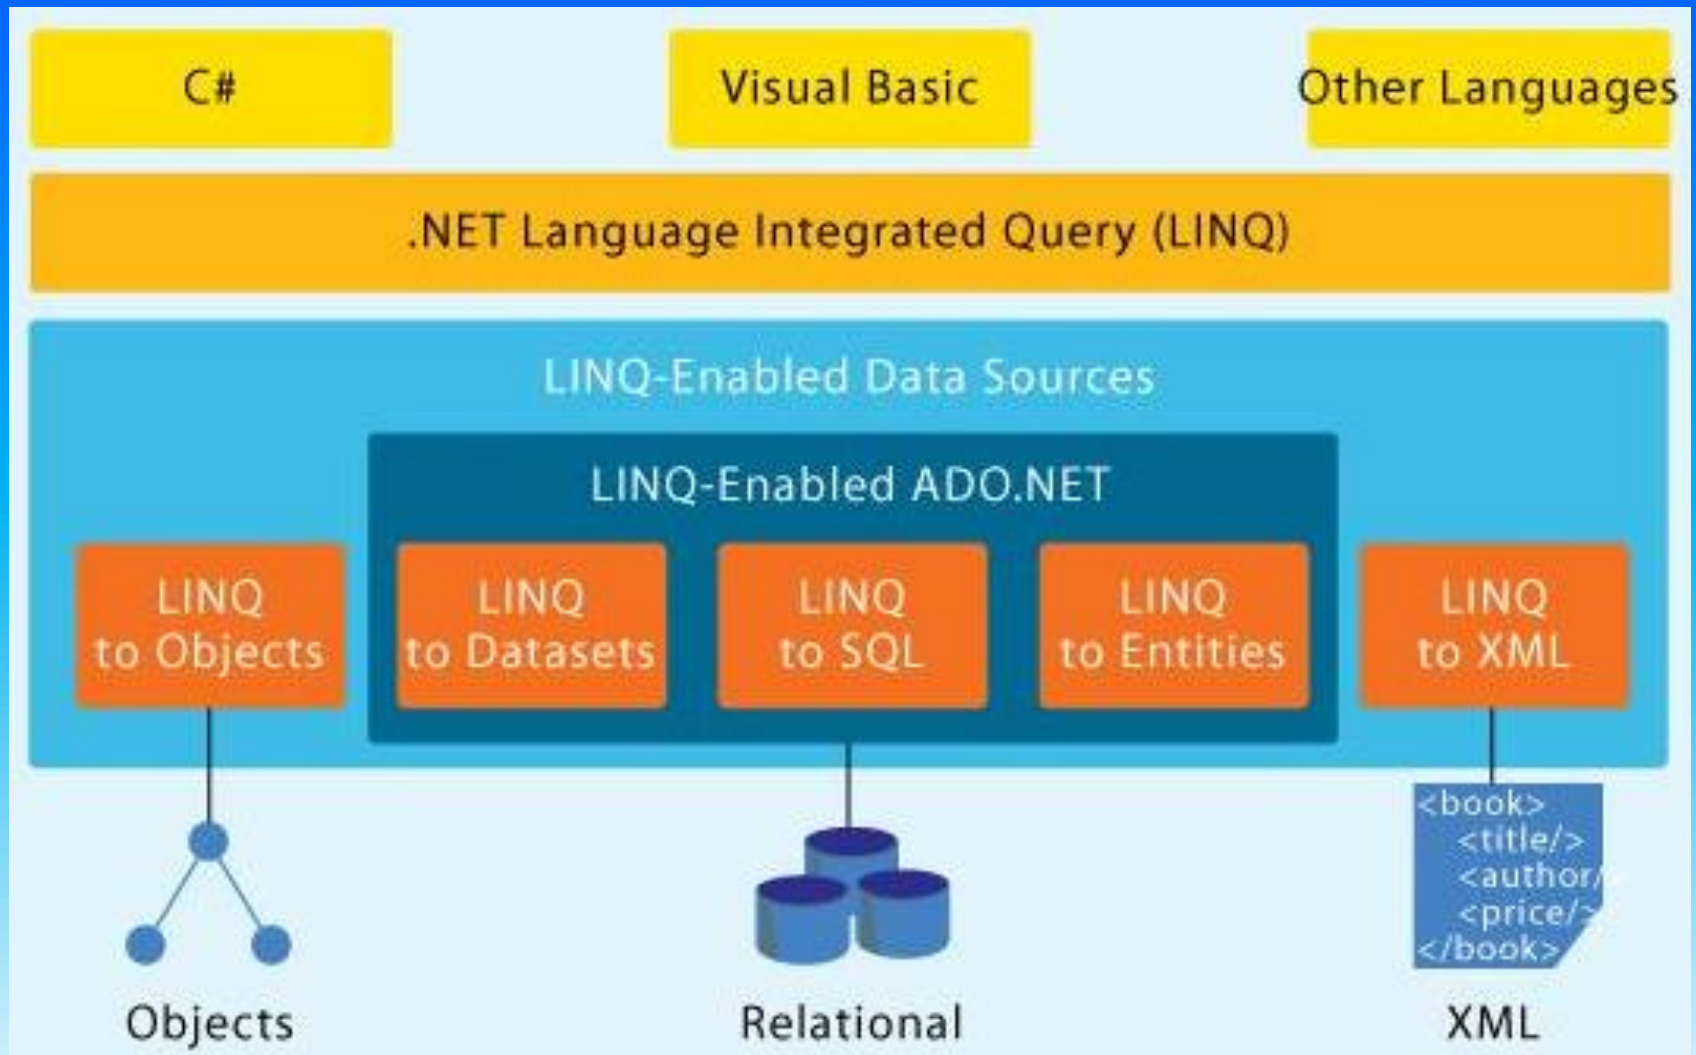 C#
Visual Basic
Other Languages
.NET Language Integrated Query (LINQ)
LINQ-Enabled Data Sources
LINQ-Enabled ADO.NET
LINQ
to Objects
LINQ
to Datasets
LINQ
to SQL
LINQ
to Entities
LINQ
to XML
<book>
<title/>
<author/
<price/>
</book>
Objects
Relational
XML